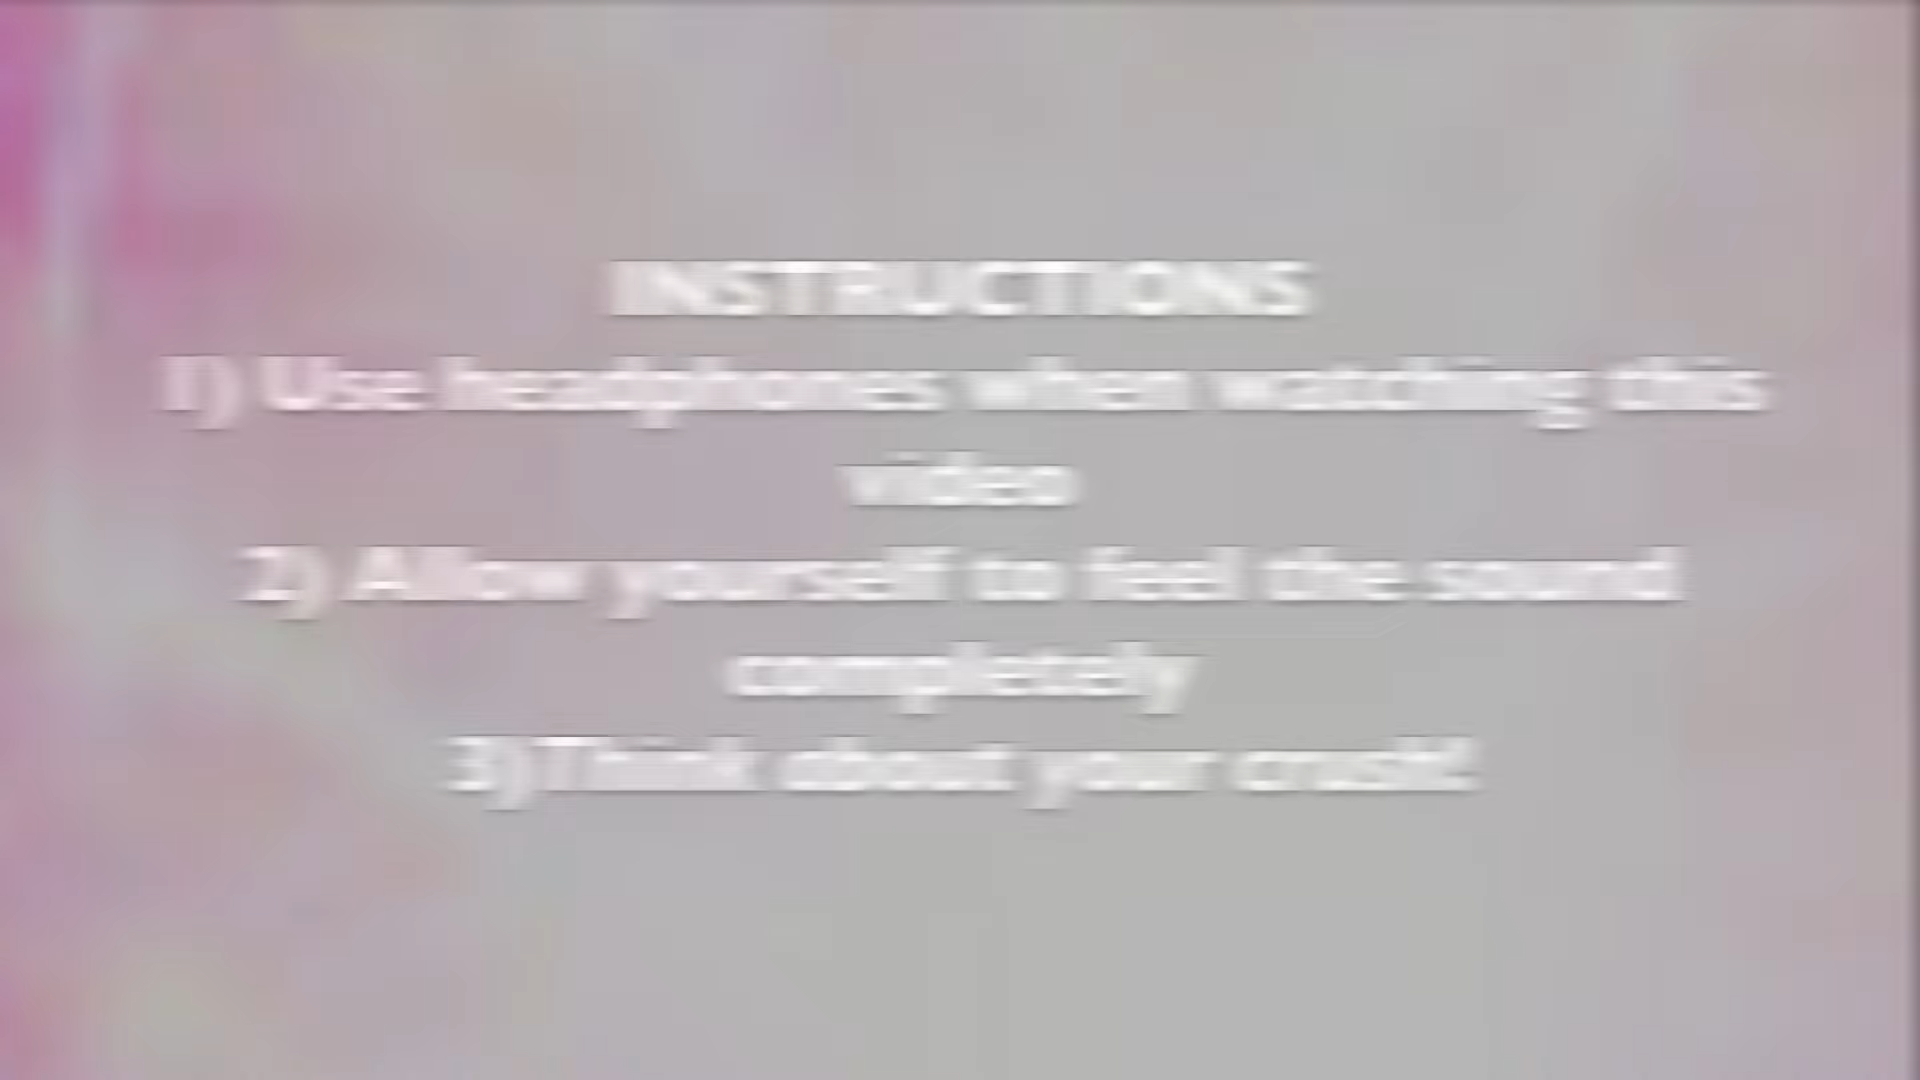 INSTRUCTIONS
1) Use headphones when watching this
video
2) Allow yourself to feel the sound
completely
3)Think about your crush!